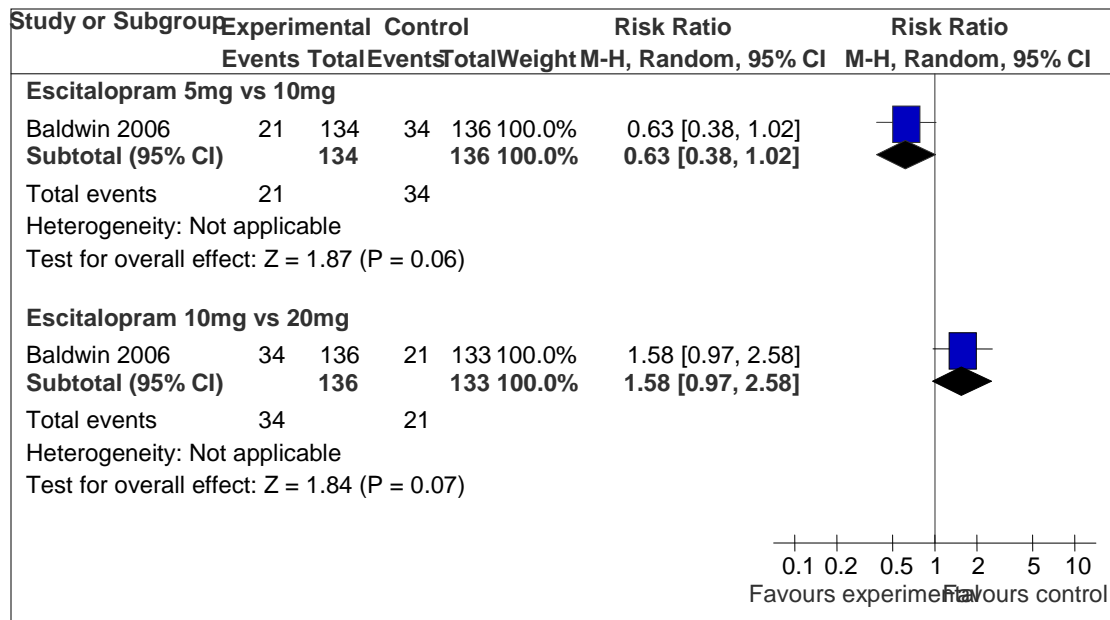 Study or Subgroup Experimental Control Risk Ratio Risk Ratio
Events Total Events Total Weight M-H, Random, 95% CI M-H, Random, 95% CI
Escitalopram 5mg vs 10mg
Baldwin 2006 21 134 34 136 100.0% 0.63 [0.38, 1.02]
Subtotal (95% CI) 134 136 100.0% 0.63 [0.38, 1.02]
Total events 21 34
Heterogeneity: Not applicable
Test for overall effect: Z = 1.87 (P = 0.06)
Escitalopram 10mg vs 20mg
Baldwin 2006 34 136 21 133 100.0% 1.58 [0.97, 2.58]
Subtotal (95% CI) 136 133 100.0% 1.58 [0.97, 2.58]
Total events 34 21
Heterogeneity: Not applicable
Test for overall effect: Z = 1.84 (P = 0.07)
0.1 0.2 0.5 1 2 5 10
Favours experimental Favours control